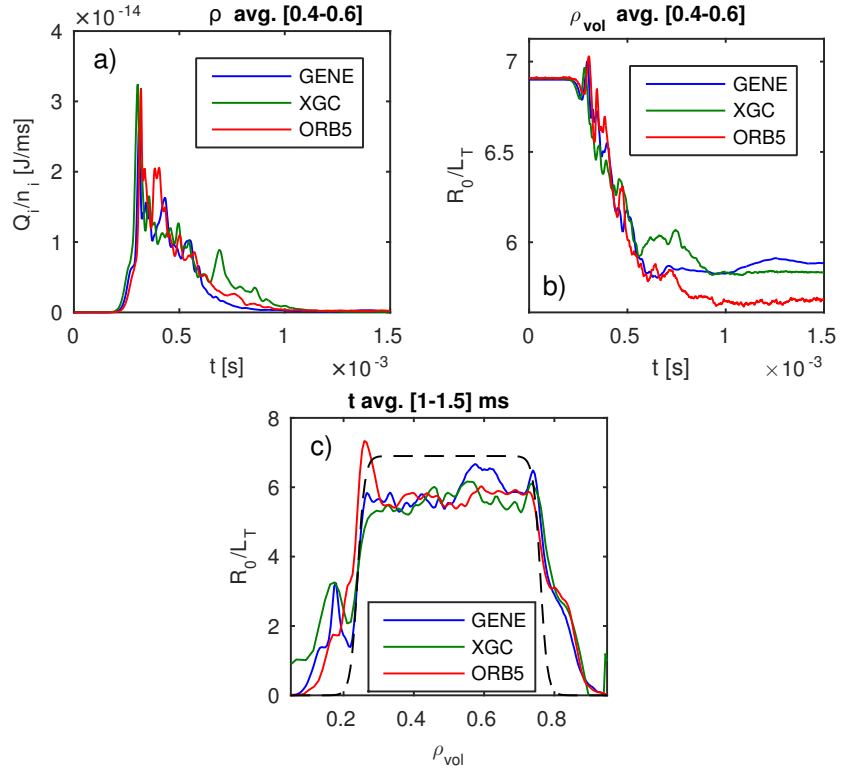 ×10⁻¹⁴ ρ avg. [0.4-0.6]
a)
GENE
XGC
ORB5
Q_i/n_i [J/ms]
4
3
2
1
0
0 0.5 1 1.5
t [s] ×10⁻³
ρ_vol avg. [0.4-0.6]
GENE
XGC
ORB5
R_0/L_T
7
6.5
6
5.5
b)
0 0.5 1 1.5
t [s] ×10⁻³
t avg. [1-1.5] ms
c)
R_0/L_T
8
6
4
2
0
GENE
XGC
ORB5
0.2 0.4 0.6 0.8
ρ_vol